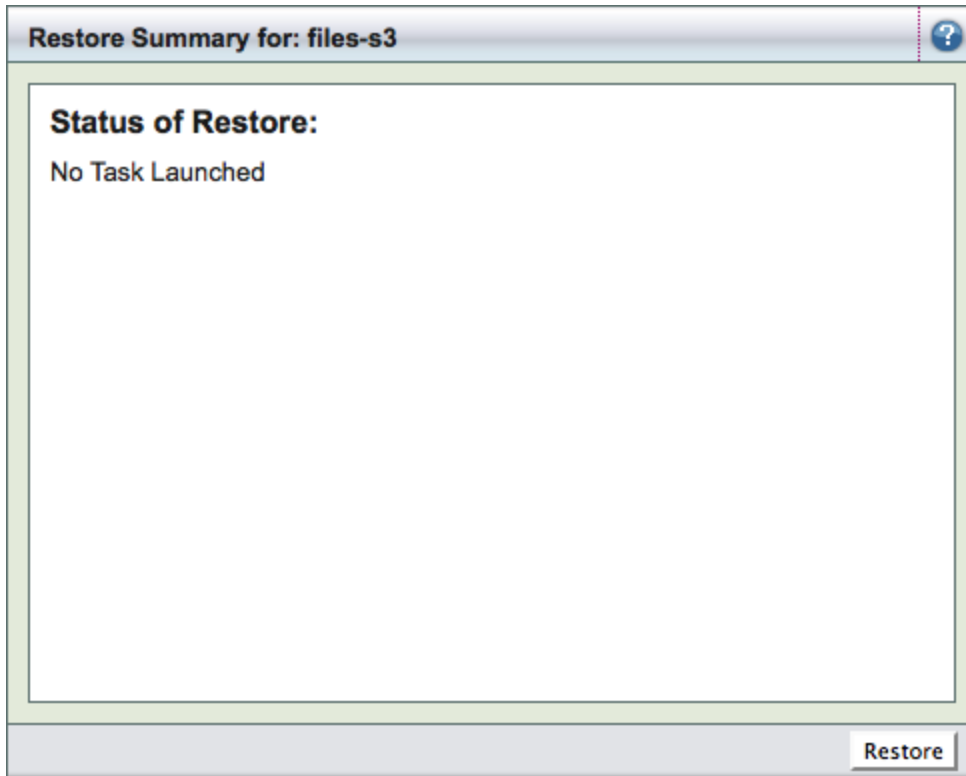 Restore Summary for: files-s3
?
Status of Restore:
No Task Launched
Restore